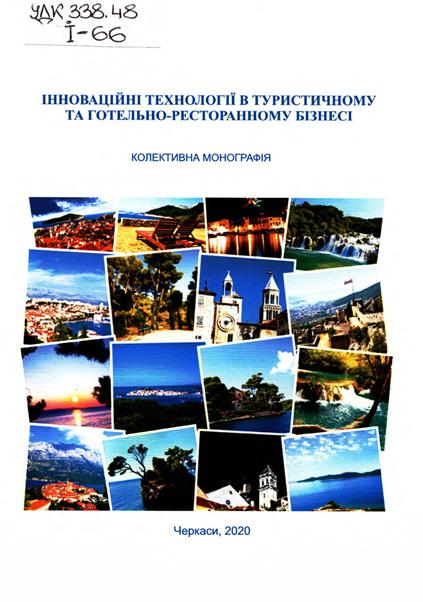 УДК 338.48
І-66
ІННОВАЦІЙНІ ТЕХНОЛОГІЇ В ТУРИСТИЧНОМУ
ТА ГОТЕЛЬНО-РЕСТОРАННОМУ БІЗНЕСІ
КОЛЕКТИВНА МОНОГРАФІЯ
Черкаси, 2020